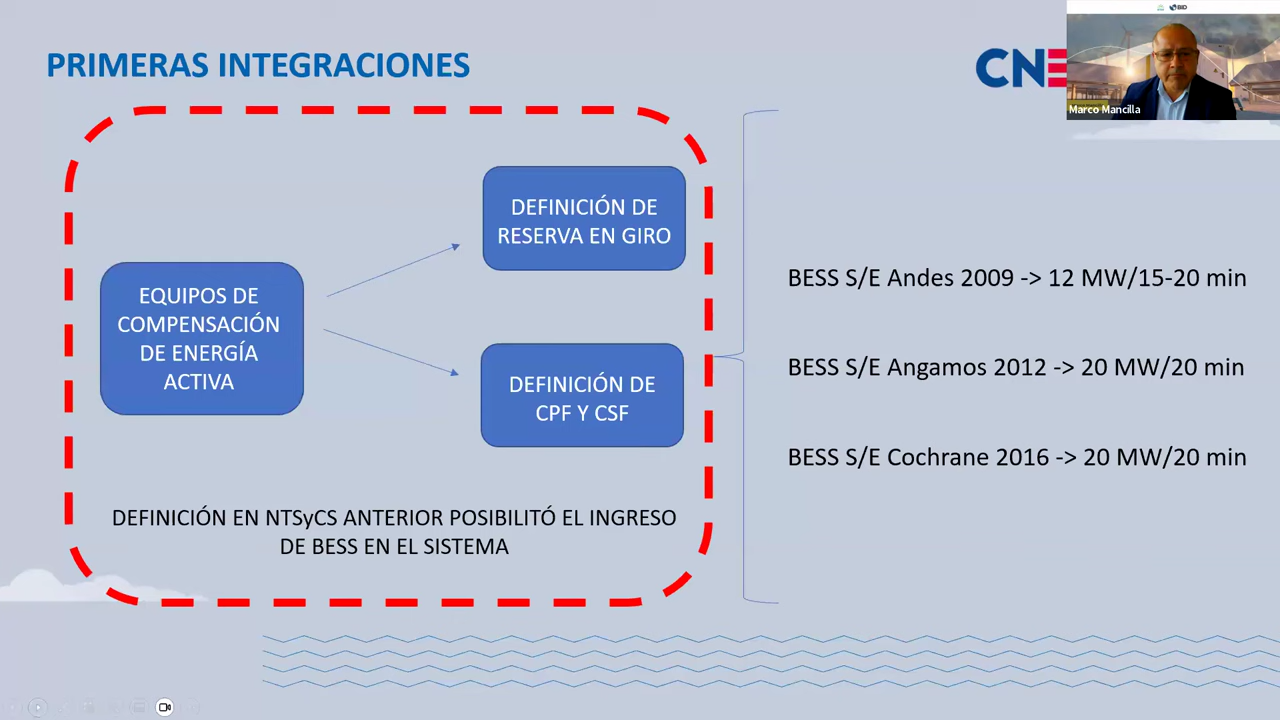 PRIMERAS INTEGRACIONES
CNE
BID
Marco Mancilla
EQUIPOS DE
COMPENSACIÓN
DE ENERGÍA
ACTIVA
DEFINICIÓN DE
RESERVA EN GIRO
DEFINICIÓN DE
CPF Y CSF
DEFINICIÓN EN NTSyCS ANTERIOR POSIBILITÓ EL INGRESO
DE BESS EN EL SISTEMA
BESS S/E Andes 2009 -> 12 MW/15-20 min
BESS S/E Angamos 2012 -> 20 MW/20 min
BESS S/E Cochrane 2016 -> 20 MW/20 min